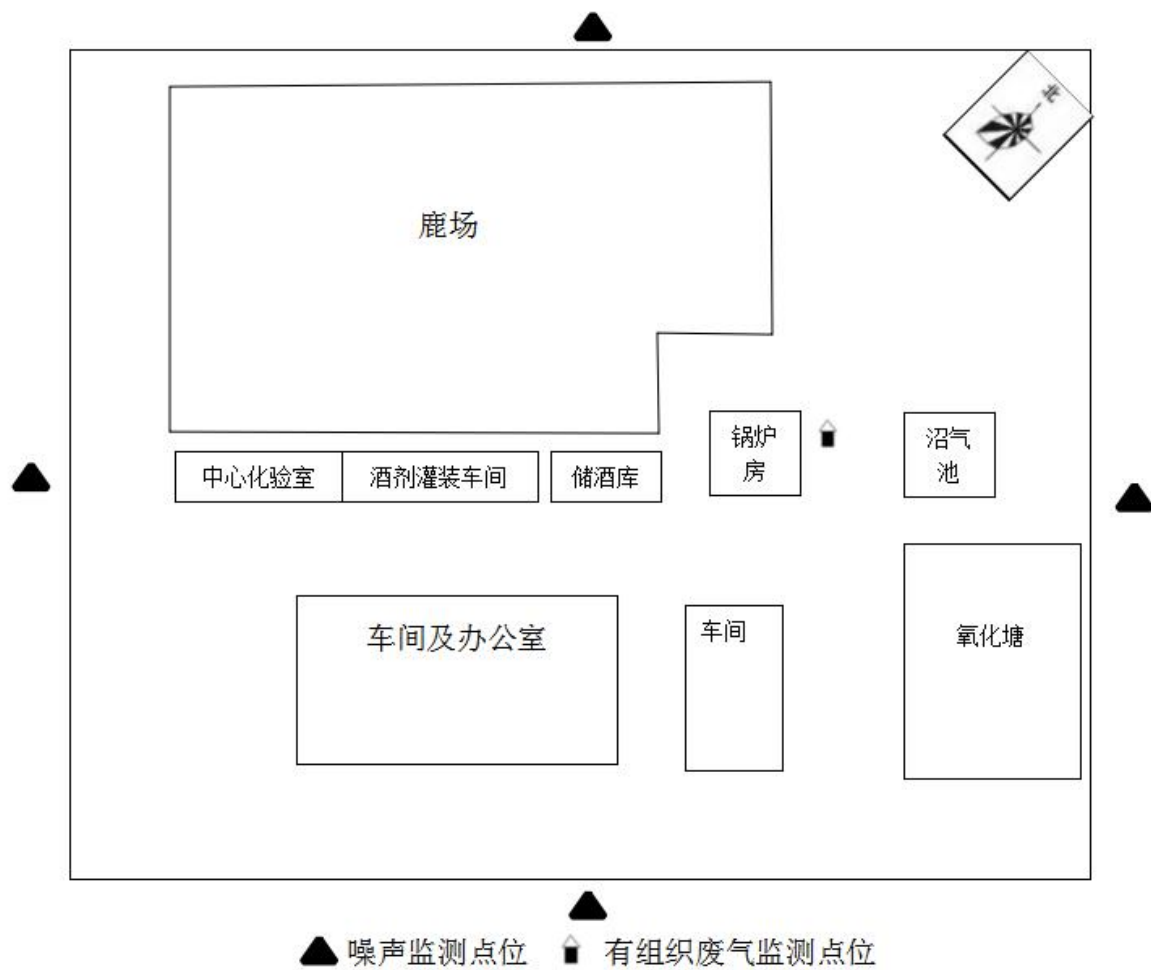 北
鹿场
锅炉
房
沼气
池
中心化验室
酒剂灌装车间
储酒库
车间及办公室
车间
氧化塘
噪声监测点位
有组织废气监测点位